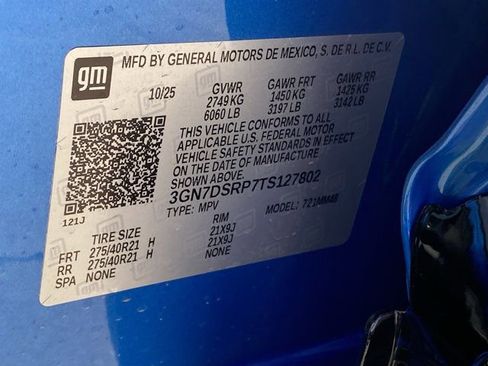 gm
MFD BY GENERAL MOTORS DE MEXICO, S. DE R.L. DE C.V.
10/25 GVWR GAWR FRT GAWR RR
2749 KG 1450 KG 1425 KG
6060 LB 3197 LB 3142 LB
THIS VEHICLE CONFORMS TO ALL
APPLICABLE U.S. FEDERAL MOTOR
VEHICLE SAFETY STANDARDS IN EFFECT
ON THE DATE OF MANUFACTURE
3GN7DSRP7TS127802
121J TYPE: MPV MODEL: 721MM48
TIRE SIZE RIM
FRT 275/40R21 H 21X9J
RR 275/40R21 H 21X9J
SPA NONE NONE